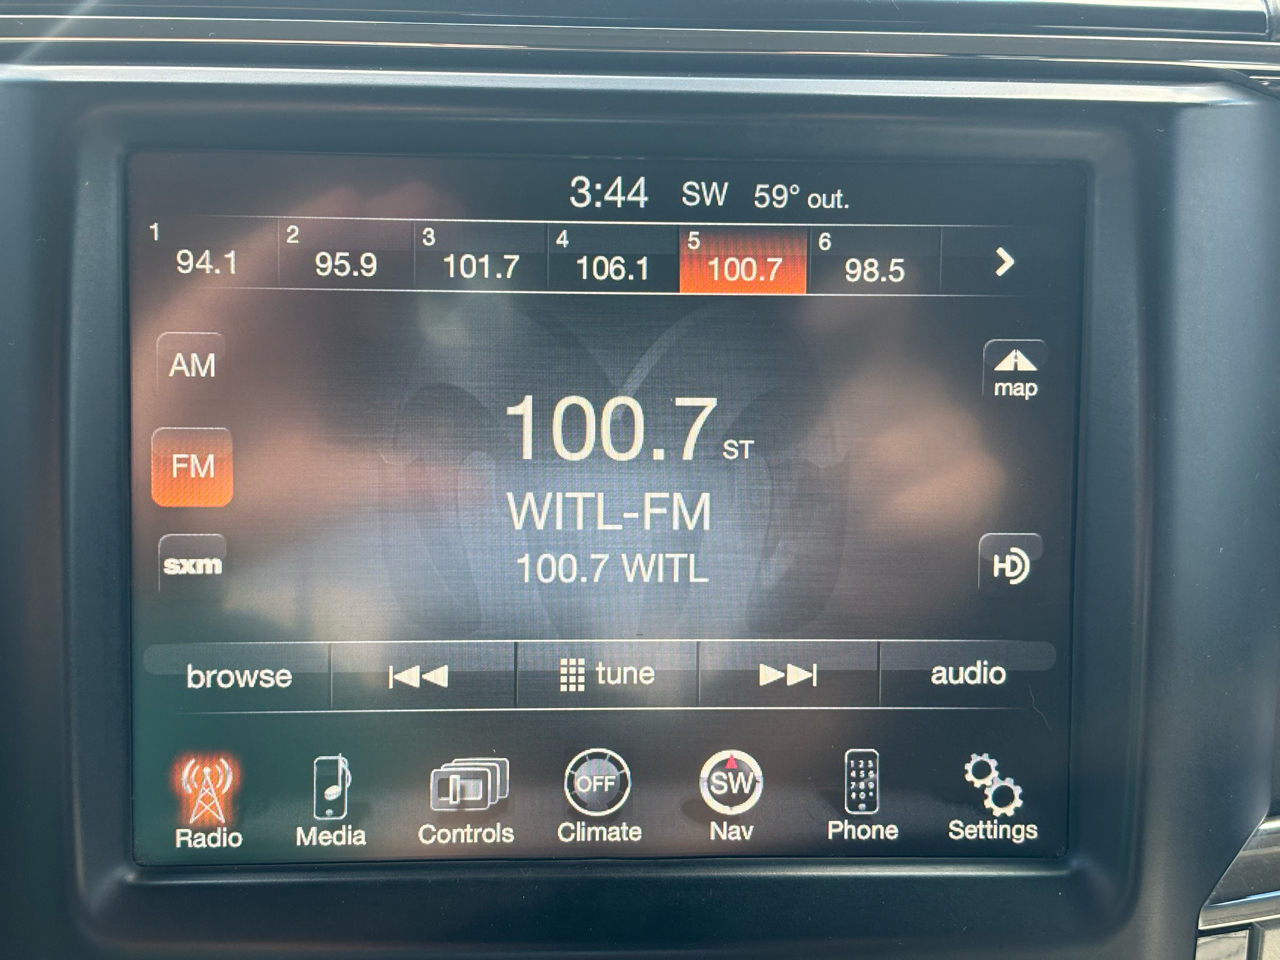 3:44 SW 59° out.
1 2 3 4 5 6
94.1 95.9 101.7 106.1 100.7 98.5
AM
map
100.7 ST
FM
WITL-FM
sxm
100.7 WITL
HD
browse tune audio
OFF SW
Radio Media Controls Climate Nav Phone Settings